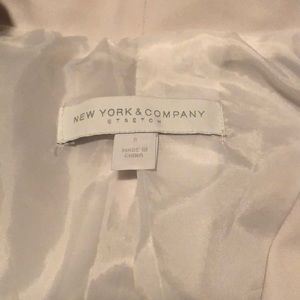 NEW YORK & COMPANY
STRETCH
MADE IN
CHINA